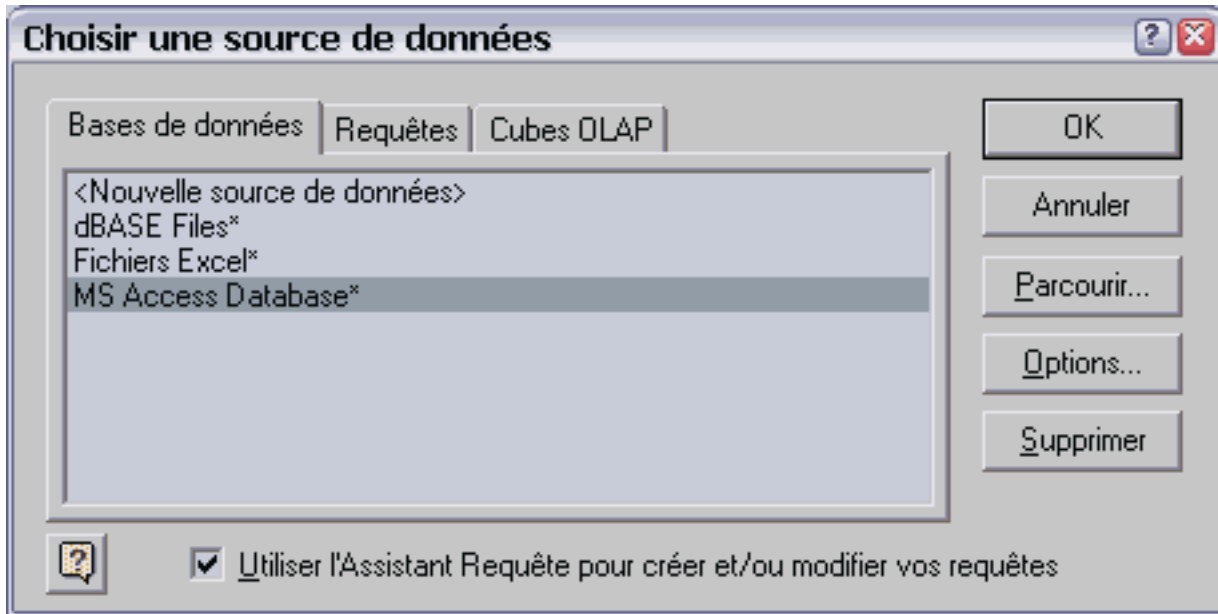 Choisir une source de données
Bases de données
Requêtes
Cubes OLAP
<Nouvelle source de données>
dBASE Files*
Fichiers Excel*
MS Access Database*
OK
Annuler
Parcourir...
Options...
Supprimer
Utiliser l'Assistant Requête pour créer et/ou modifier vos requêtes